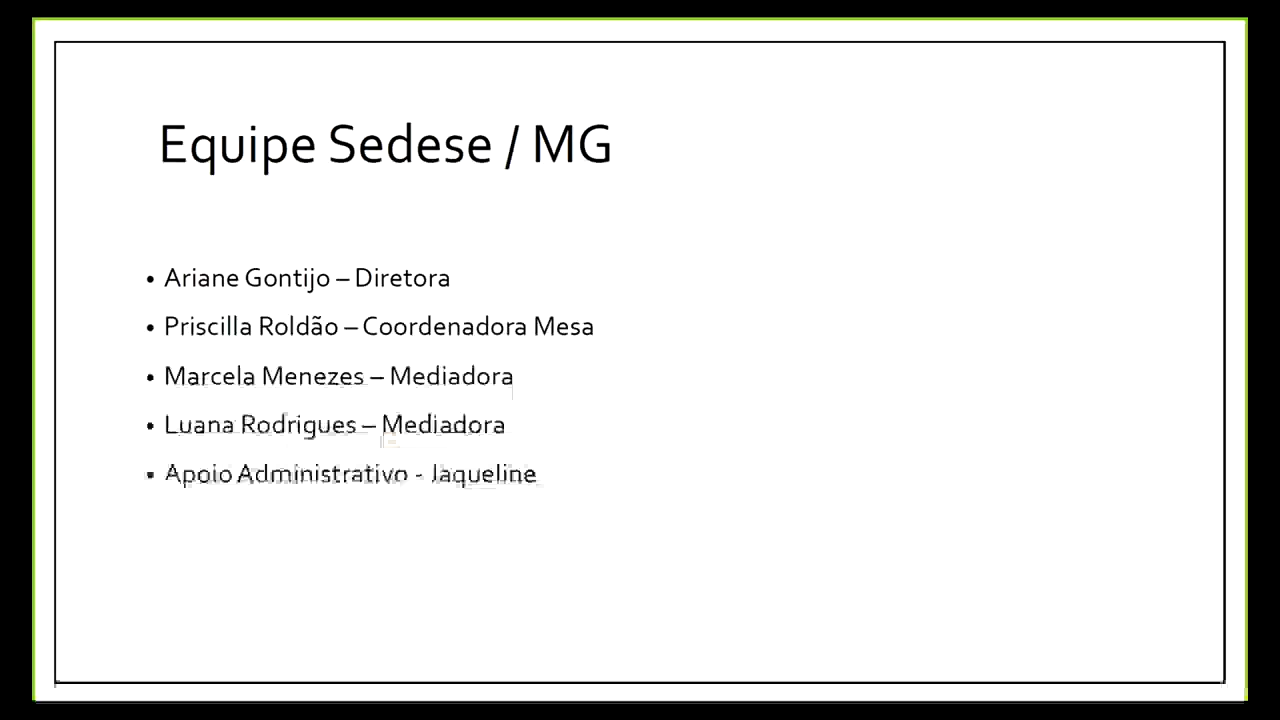 Equipe Sedese / MG
• Ariane Gontijo – Diretora
• Priscilla Roldão – Coordenadora Mesa
• Marcela Menezes – Mediadora
• Luana Rodrigues – Mediadora
• Apoio Administrativo - Jaqueline